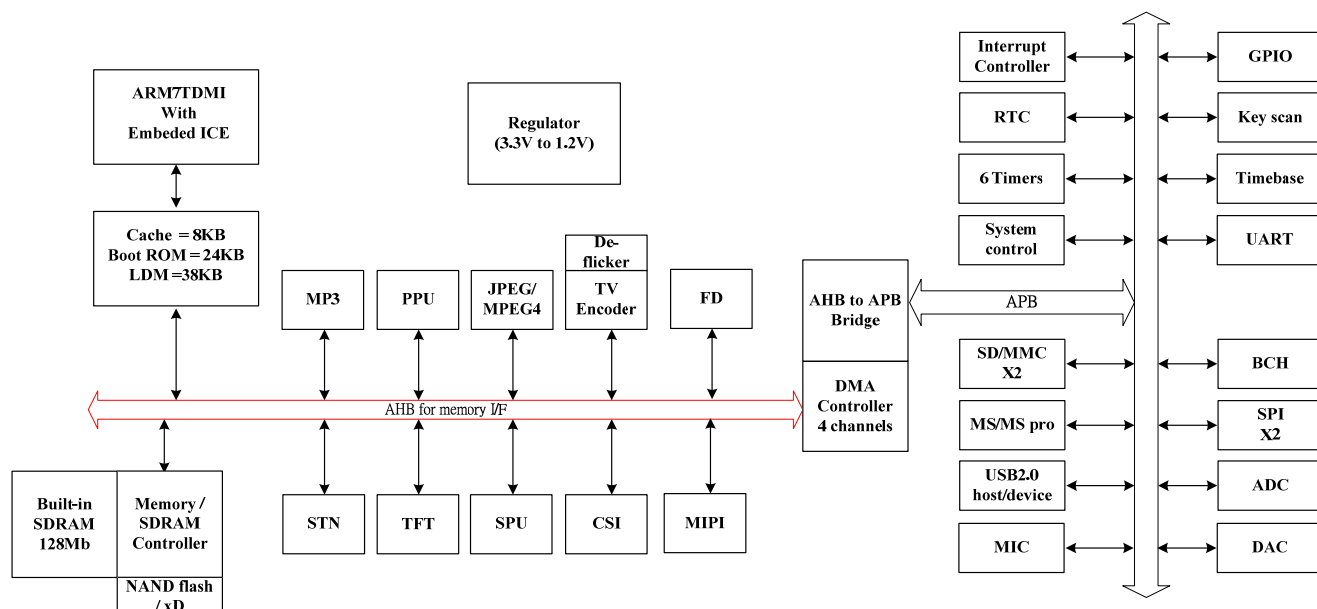 ARM7TDMI
With
Embeded ICE
Cache = 8KB
Boot ROM = 24KB
LDM =38KB
Regulator
(3.3V to 1.2V)
MP3
PPU
JPEG/
MPEG4
De-
flicker
TV
Encoder
FD
AHB for memory I/F
Built-in
SDRAM
128Mb
Memory /
SDRAM
Controller
NAND flash
/ xD
STN
TFT
SPU
CSI
MIPI
AHB to APB
Bridge
DMA
Controller
4 channels
APB
Interrupt
Controller
RTC
6 Timers
System
control
SD/MMC
X2
MS/MS pro
USB2.0
host/device
MIC
GPIO
Key scan
Timebase
UART
BCH
SPI
X2
ADC
DAC